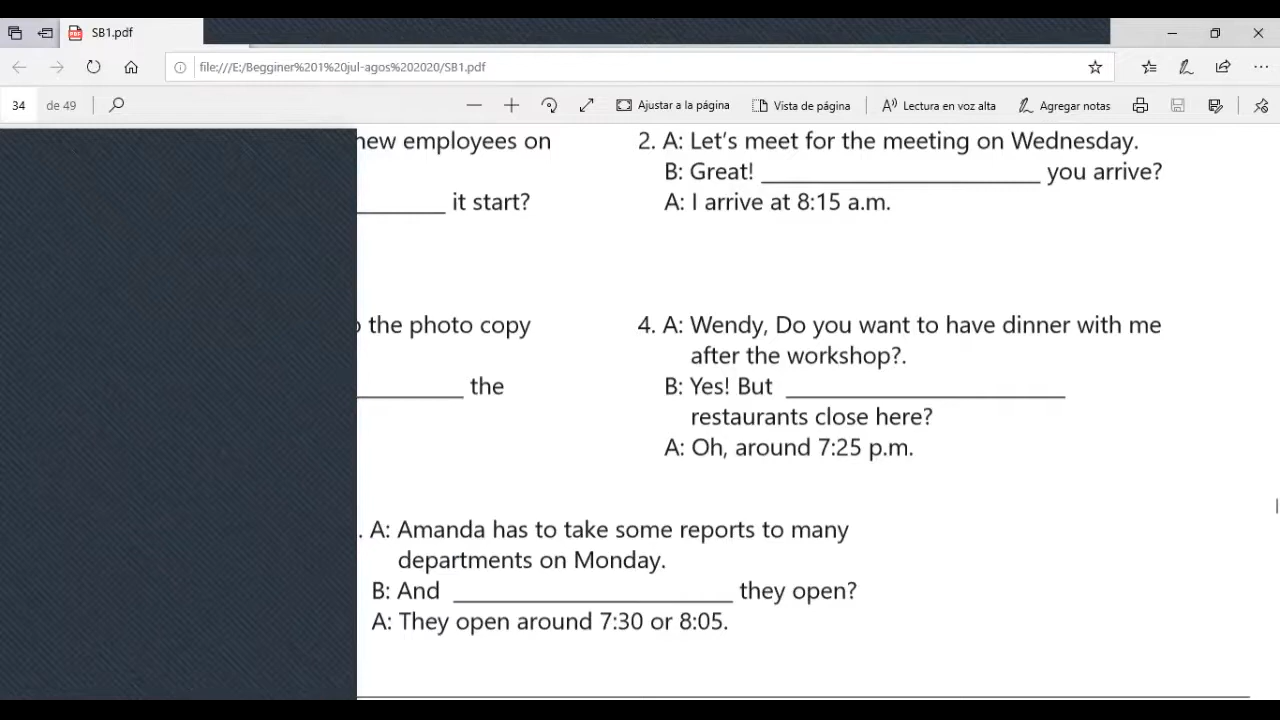 SB1.pdf
file:///E:/Begginer%201%20jul-agos%202020/SB1.pdf
34 de 49
Ajustar a la página
Vista de página
Lectura en voz alta
Agregar notas
new employees on
__________ it start?
2. A: Let's meet for the meeting on Wednesday.
B: Great! ______________________ you arrive?
A: I arrive at 8:15 a.m.
the photo copy
__________ the
4. A: Wendy, Do you want to have dinner with me
after the workshop?.
B: Yes! But ______________________
restaurants close here?
A: Oh, around 7:25 p.m.
. A: Amanda has to take some reports to many
departments on Monday.
B: And ______________________ they open?
A: They open around 7:30 or 8:05.